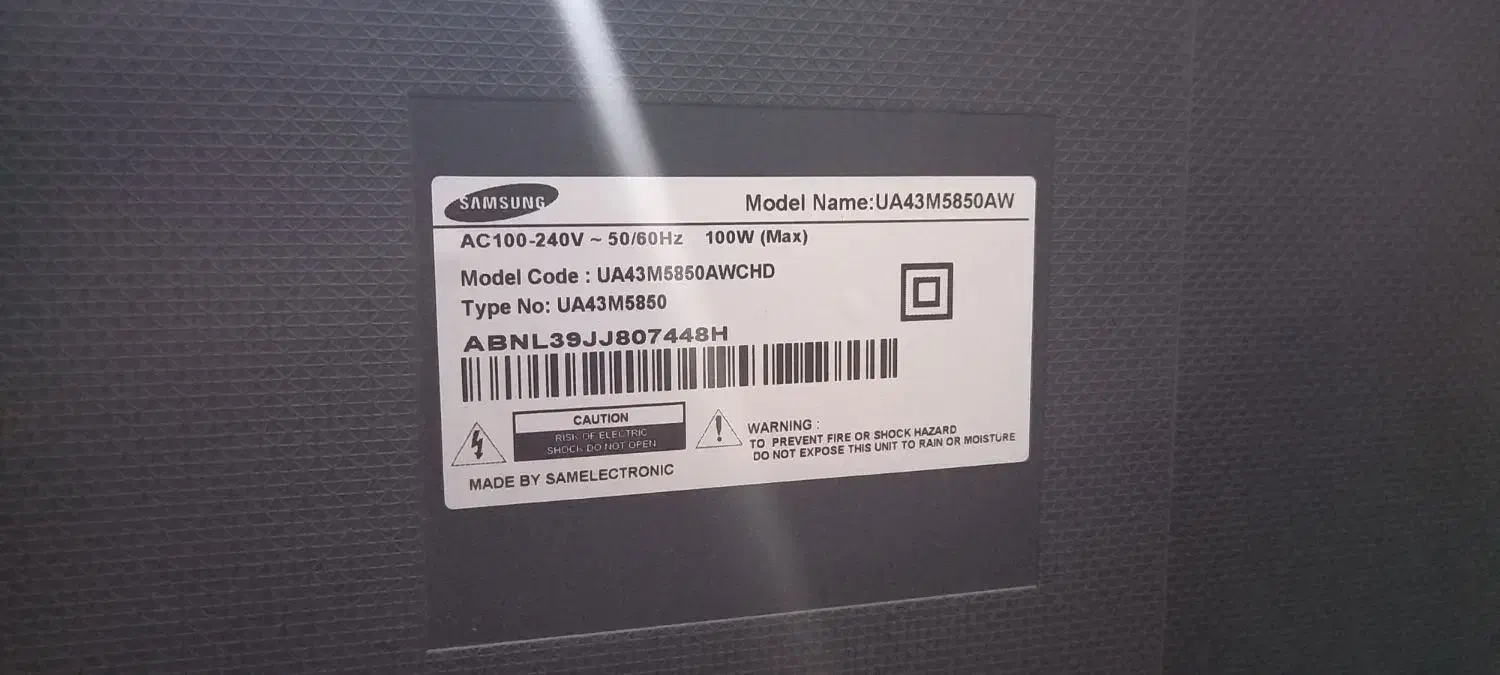 SAMSUNG
Model Name:UA43M5850AW
AC100-240V ~ 50/60Hz 100W (Max)
Model Code : UA43M5850AWCHD
Type No: UA43M5850
ABNL39JJ807448H
CAUTION
RISK OF ELECTRIC
SHOCK DO NOT OPEN
WARNING :
TO PREVENT FIRE OR SHOCK HAZARD
DO NOT EXPOSE THIS UNIT TO RAIN OR MOISTURE
MADE BY SAMELECTRONIC